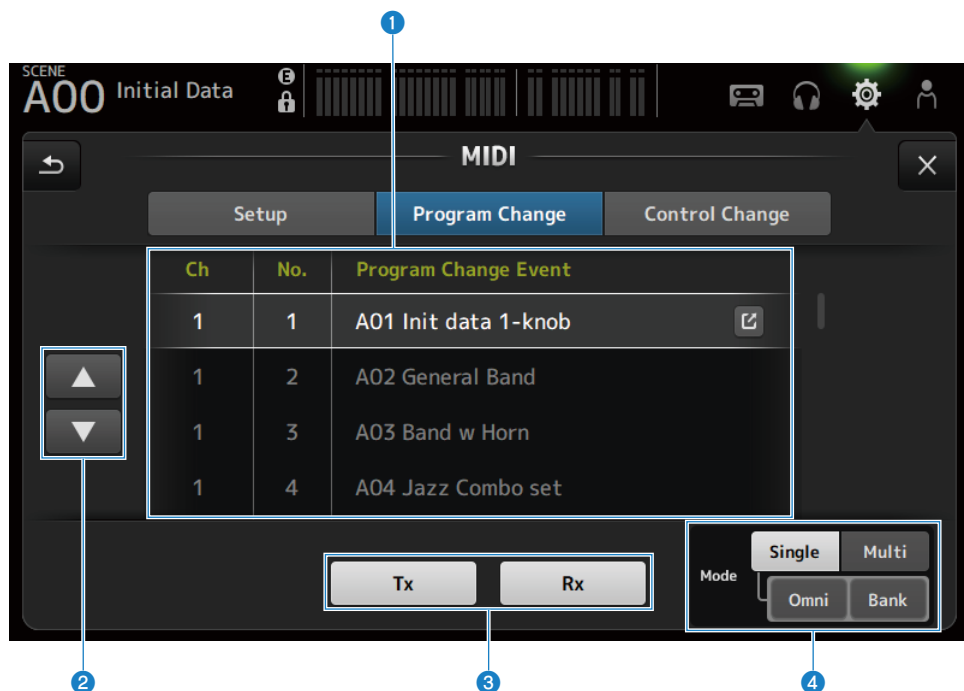 1
SCENE
A00 Initial Data
E
MIDI
Setup Program Change Control Change
Ch No. Program Change Event
1 1 A01 Init data 1-knob
1 2 A02 General Band
1 3 A03 Band w Horn
1 4 A04 Jazz Combo set
Mode Single Multi
Omni Bank
Tx Rx
2 3 4